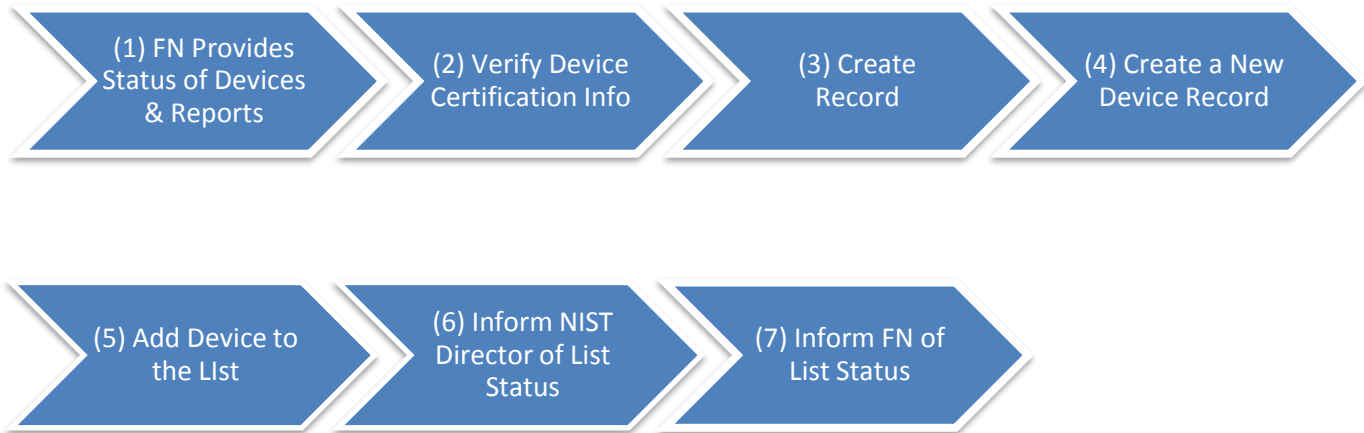 (1) FN Provides
Status of Devices
& Reports
(2) Verify Device
Certification Info
(3) Create
Record
(4) Create a New
Device Record
(5) Add Device to
the LIst
(6) Inform NIST
Director of List
Status
(7) Inform FN of
List Status